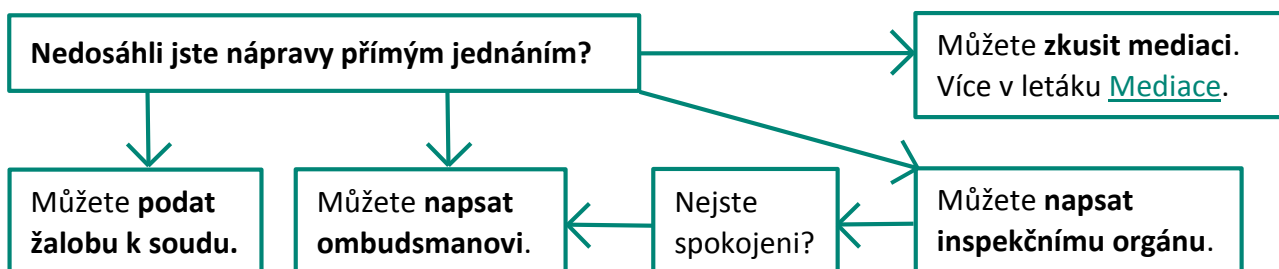 Nedosáhli jste nápravy přímým jednáním?
Můžete zkusit mediaci.
Více v letáku Mediace.
Můžete podat
žalobu k soudu.
Můžete napsat
ombudsmanovi.
Nejste
spokojeni?
Můžete napsat
inspekčnímu orgánu.